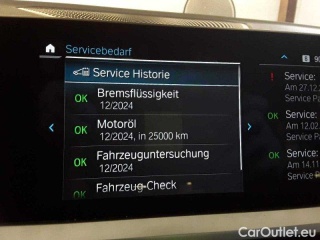 Servicebedarf
Service Historie
OK Bremsflüssigkeit
12/2024
OK Motoröl
12/2024, in 25000 km
OK Fahrzeuguntersuchung
12/2024
OK Fahrzeug-Check
Service:
Am 27.12.
Service Pa
OK Service:
Am 12.02.
Service
OK Service:
Am 14.11.
Service
CarOutlet.eu